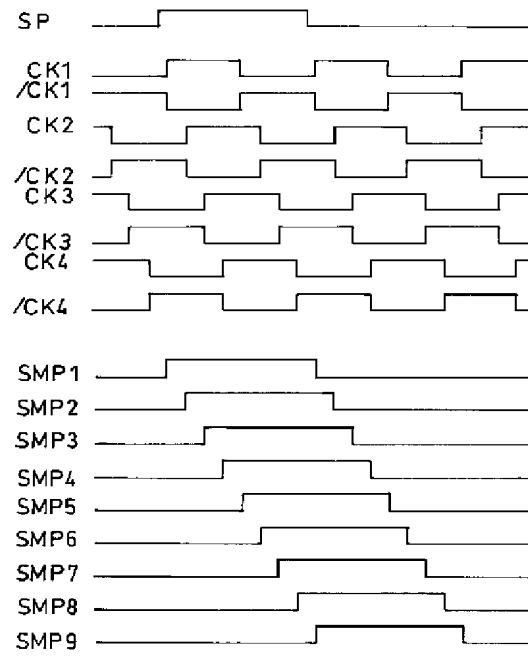 SP
CK1
/CK1
CK2
/CK2
CK3
/CK3
CK4
/CK4
SMP1
SMP2
SMP3
SMP4
SMP5
SMP6
SMP7
SMP8
SMP9